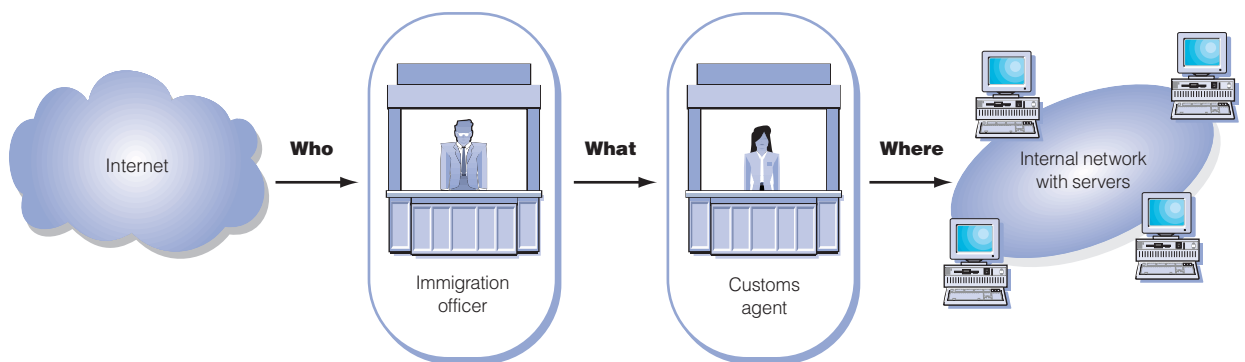 Internet
Who
Immigration
officer
What
Customs
agent
Where
Internal network
with servers